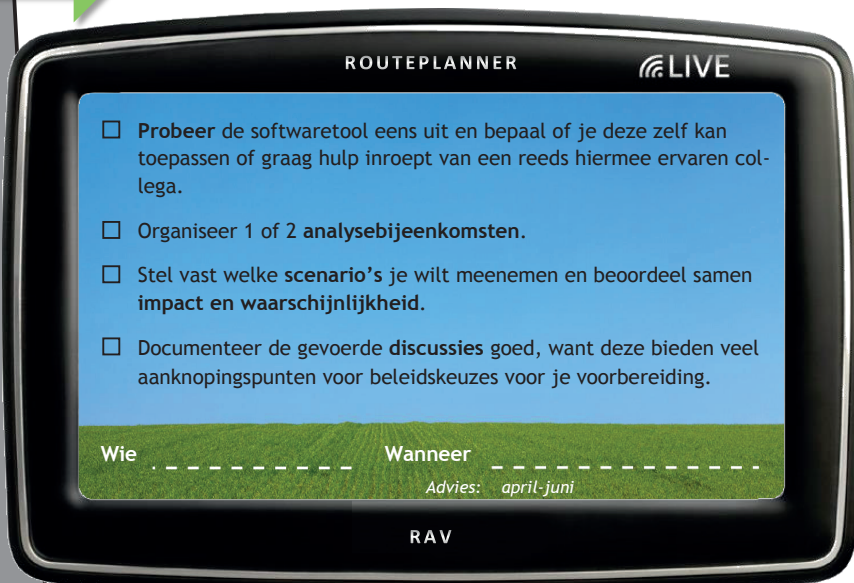 ROUTEPLANNER LIVE
☐ Probeer de softwaretool eens uit en bepaal of je deze zelf kan
toepassen of graag hulp inroept van een reeds hiermee ervaren col-
lega.
☐ Organiseer 1 of 2 analysebijeenkomsten.
☐ Stel vast welke scenario's je wilt meenemen en beoordeel samen
impact en waarschijnlijkheid.
☐ Documenteer de gevoerde discussies goed, want deze bieden veel
aanknopingspunten voor beleidskeuzes voor je voorbereiding.
Wie Wanneer
Advies: april-juni
RAV